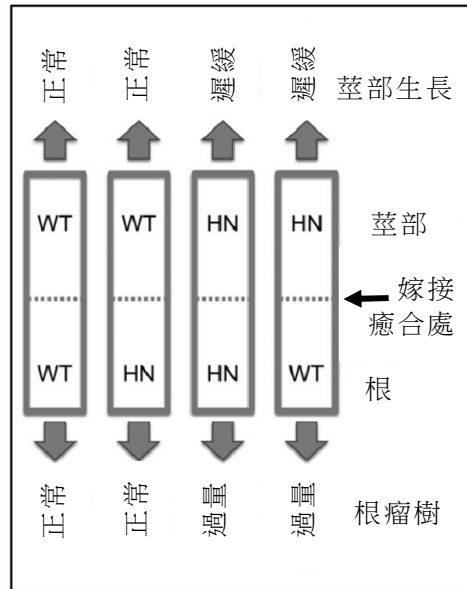 正常 正常 遲緩 遲緩 莖部生長
WT WT HN HN 莖部
嫁接
癒合處
WT HN HN WT 根
正常 正常 過量 過量 根瘤樹